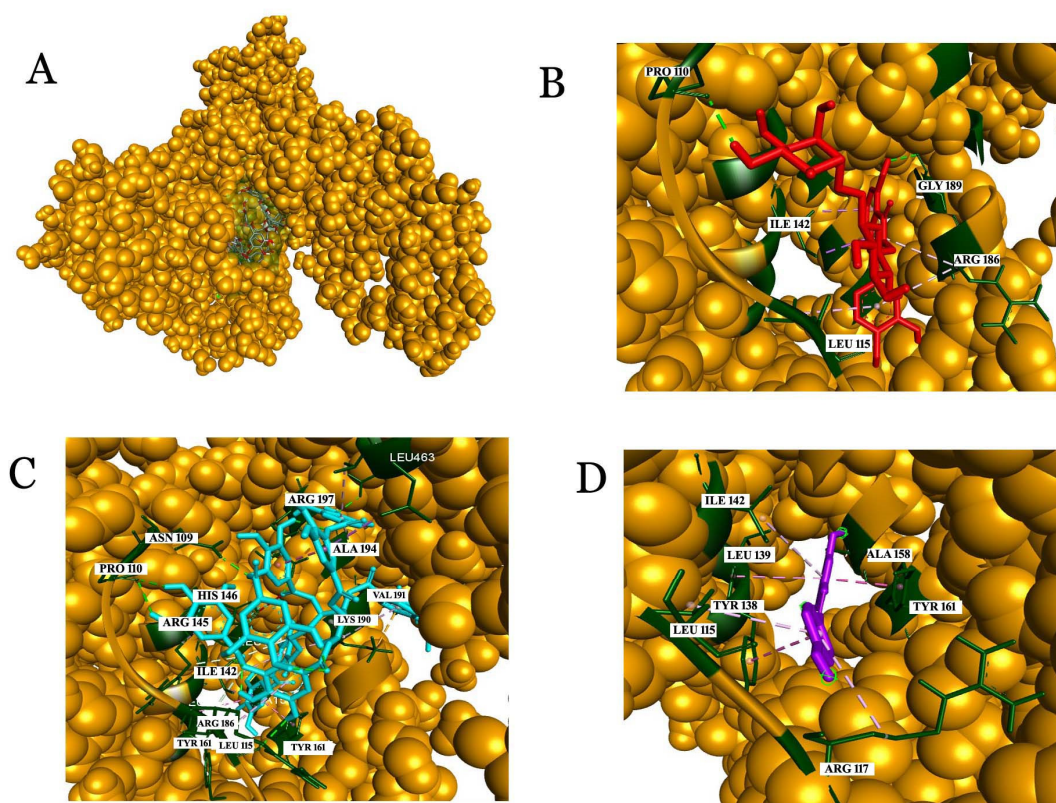 A
B
PRO 110
GLY 189
ILE 142
ARG 186
LEU 115
C
LEU463
ARG 197
ASN 109
ALA 194
PRO 110
HIS 146
VAL 191
ARG 145
LYS 190
ILE 142
ARG 186
TYR 161
LEU 115
TYR 161
D
ILE 142
LEU 139
ALA 158
TYR 138
TYR 161
LEU 115
ARG 117